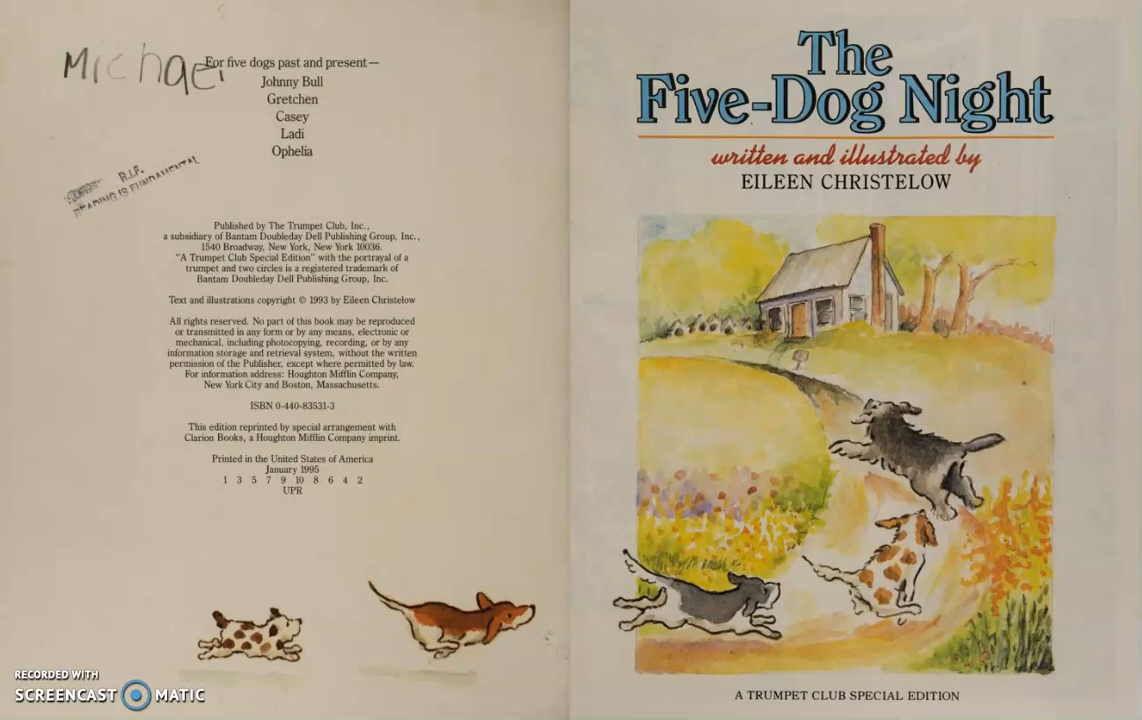 Michael
For five dogs past and present—
Johnny Bull
Gretchen
Casey
Ladi
Ophelia
R.I.F.
READING IS FUNDAMENTAL
Published by The Trumpet Club, Inc.,
a subsidiary of Bantam Doubleday Dell Publishing Group, Inc.,
1540 Broadway, New York, New York 10036.
“A Trumpet Club Special Edition” with the portrayal of a
trumpet and two circles is a registered trademark of
Bantam Doubleday Dell Publishing Group, Inc.
Text and illustrations copyright © 1993 by Eileen Christelow
All rights reserved. No part of this book may be reproduced
or transmitted in any form or by any means, electronic or
mechanical, including photocopying, recording, or by any
information storage and retrieval system, without the written
permission of the Publisher, except where permitted by law.
For information address: Houghton Mifflin Company,
New York City and Boston, Massachusetts.
ISBN 0-440-83531-3
This edition reprinted by special arrangement with
Clarion Books, a Houghton Mifflin Company imprint.
Printed in the United States of America
January 1995
1 3 5 7 9 10 8 6 4 2
UPR
RECORDED WITH
SCREENCAST MATIC
The
Five-Dog Night
written and illustrated by
EILEEN CHRISTELOW
A TRUMPET CLUB SPECIAL EDITION